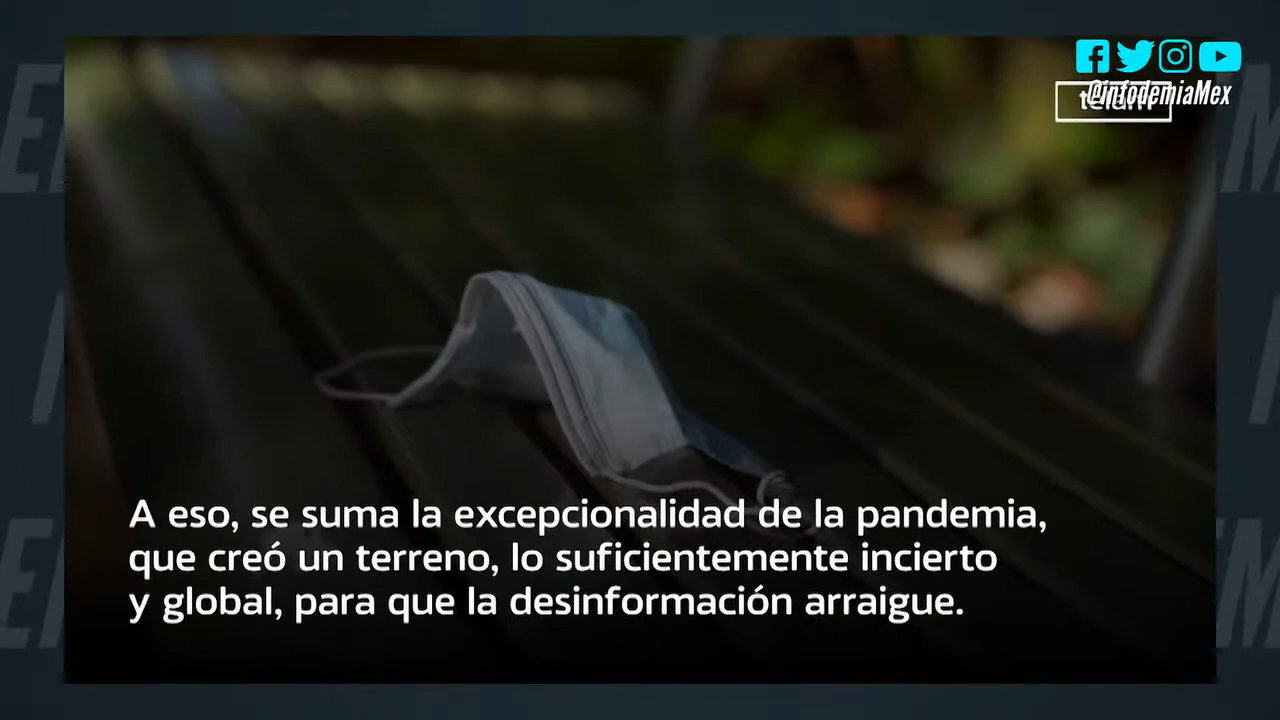 @infodemiaMex
A eso, se suma la excepcionalidad de la pandemia,
que creó un terreno, lo suficientemente incierto
y global, para que la desinformación arraigue.